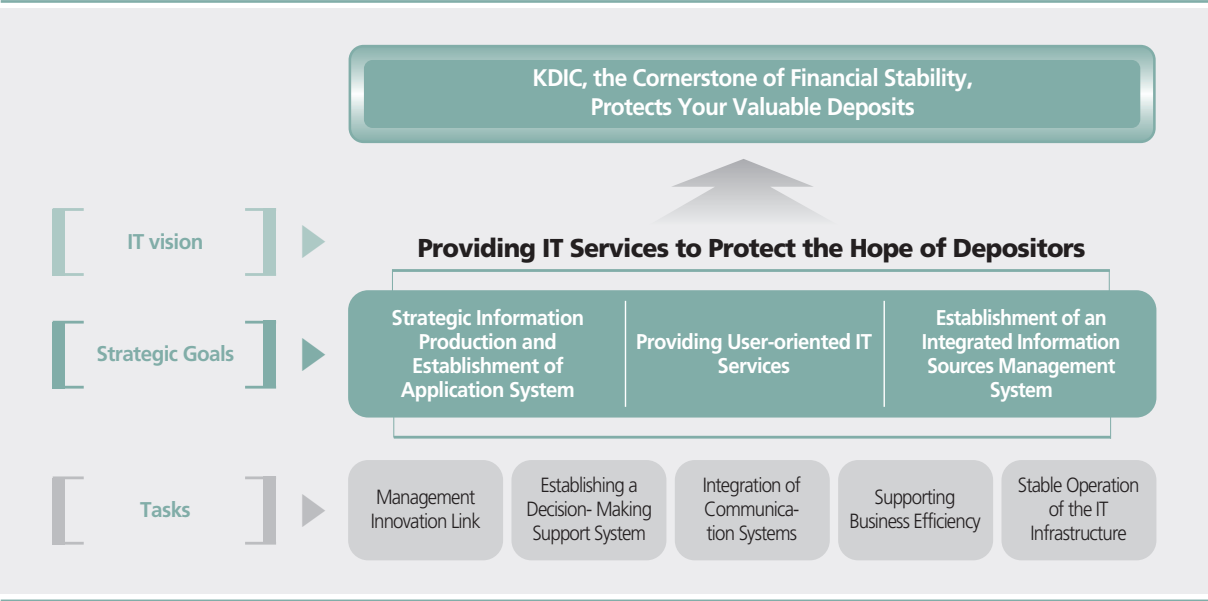 KDIC, the Cornerstone of Financial Stability,
Protects Your Valuable Deposits
IT vision
Providing IT Services to Protect the Hope of Depositors
Strategic Goals
Strategic Information
Production and
Establishment of
Application System
Providing User-oriented IT
Services
Establishment of an
Integrated Information
Sources Management
System
Tasks
Management
Innovation Link
Establishing a
Decision- Making
Support System
Integration of
Communica-
tion Systems
Supporting
Business Efficiency
Stable Operation
of the IT
Infrastructure